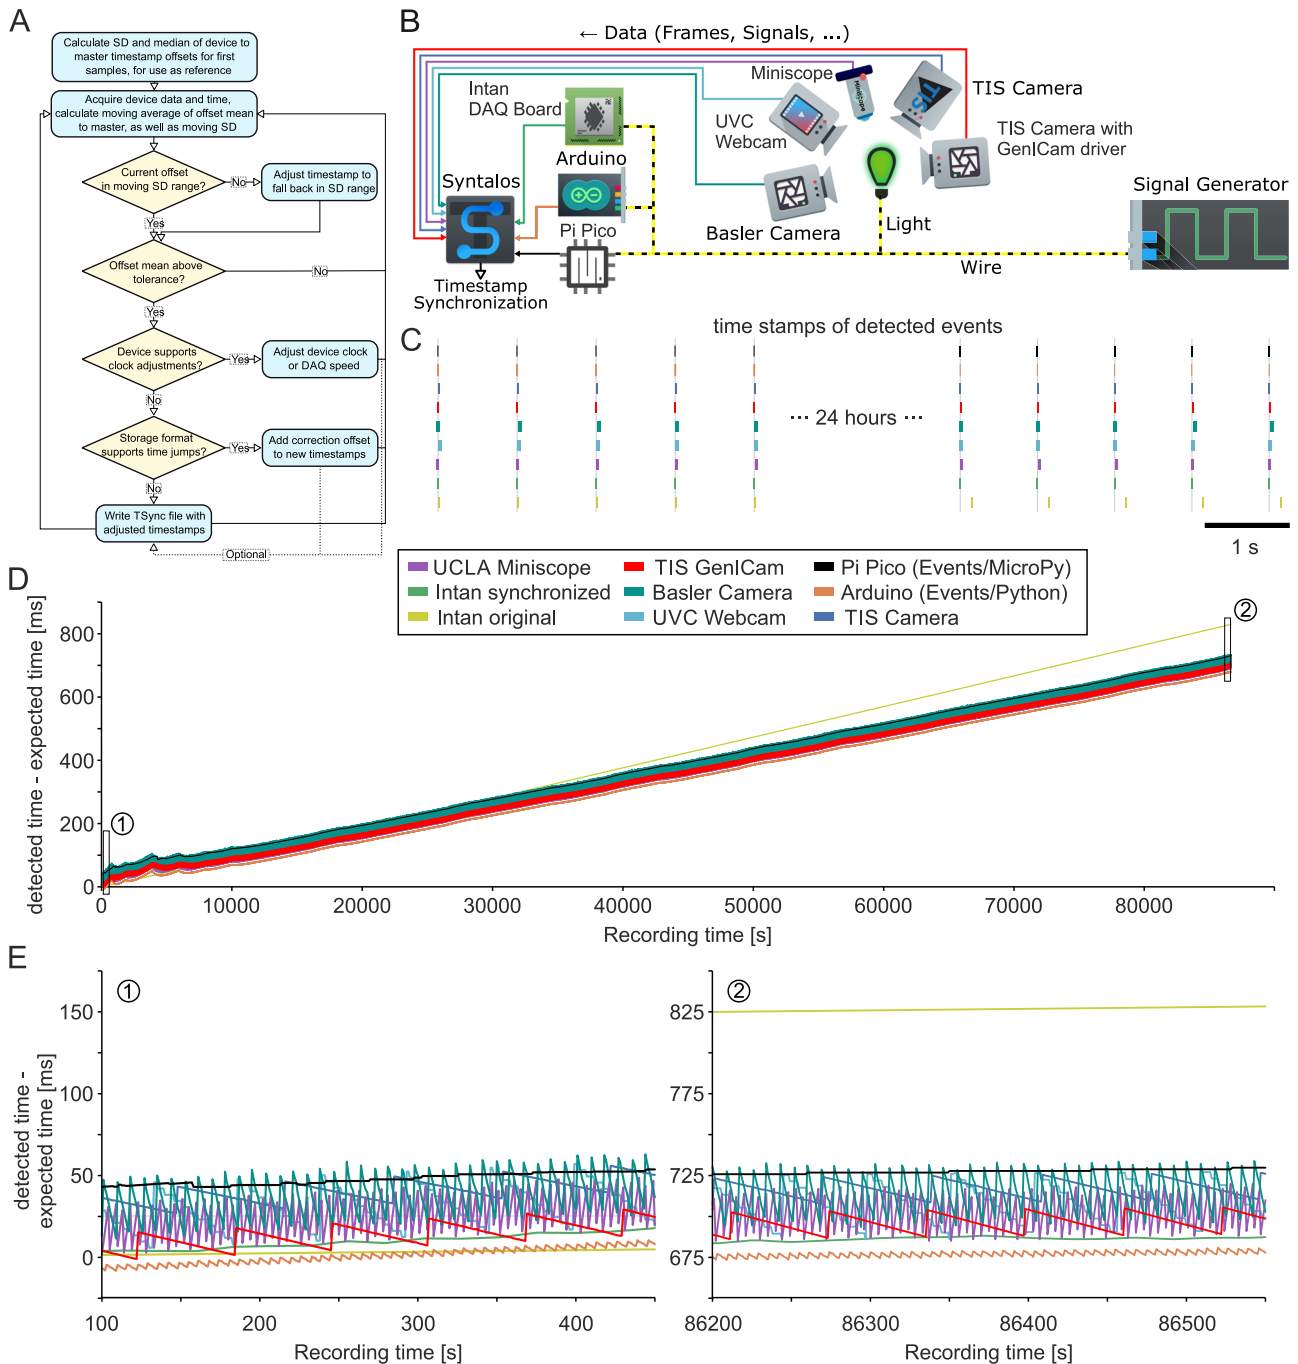 A
Calculate SD and median of device to
master timestamp offsets for first
samples, for use as reference
Acquire device data and time,
calculate moving average of offset mean
to master, as well as moving SD
Current offset
in moving SD range?
No
Adjust timestamp to
fall back in SD range
Yes
Offset mean above
tolerance?
No
Yes
Device supports
clock adjustments?
Yes
Adjust device clock
or DAQ speed
No
Storage format
supports time jumps?
Yes
Add correction offset
to new timestamps
No
Write TSync file with
adjusted timestamps
Optional
B
← Data (Frames, Signals, ...)
Intan
DAQ Board
Miniscope
Miniscope
TIS
TIS Camera
UVC
Webcam
TIS Camera with
GenICam driver
Arduino
Syntalos
Signal Generator
Pi Pico
Basler Camera
Light
Wire
Timestamp
Synchronization
C
time stamps of detected events
··· 24 hours ···
1 s
UCLA Miniscope
TIS GenICam
Pi Pico (Events/MicroPy)
Intan synchronized
Basler Camera
Arduino (Events/Python)
Intan original
UVC Webcam
TIS Camera
D
detected time - expected time [ms]
800
600
400
200
0
①
②
0
10000
20000
30000
40000
50000
60000
70000
80000
Recording time [s]
E
detected time -
expected time [ms]
①
150
100
50
0
100
200
300
400
Recording time [s]
②
825
775
725
675
86200
86300
86400
86500
Recording time [s]